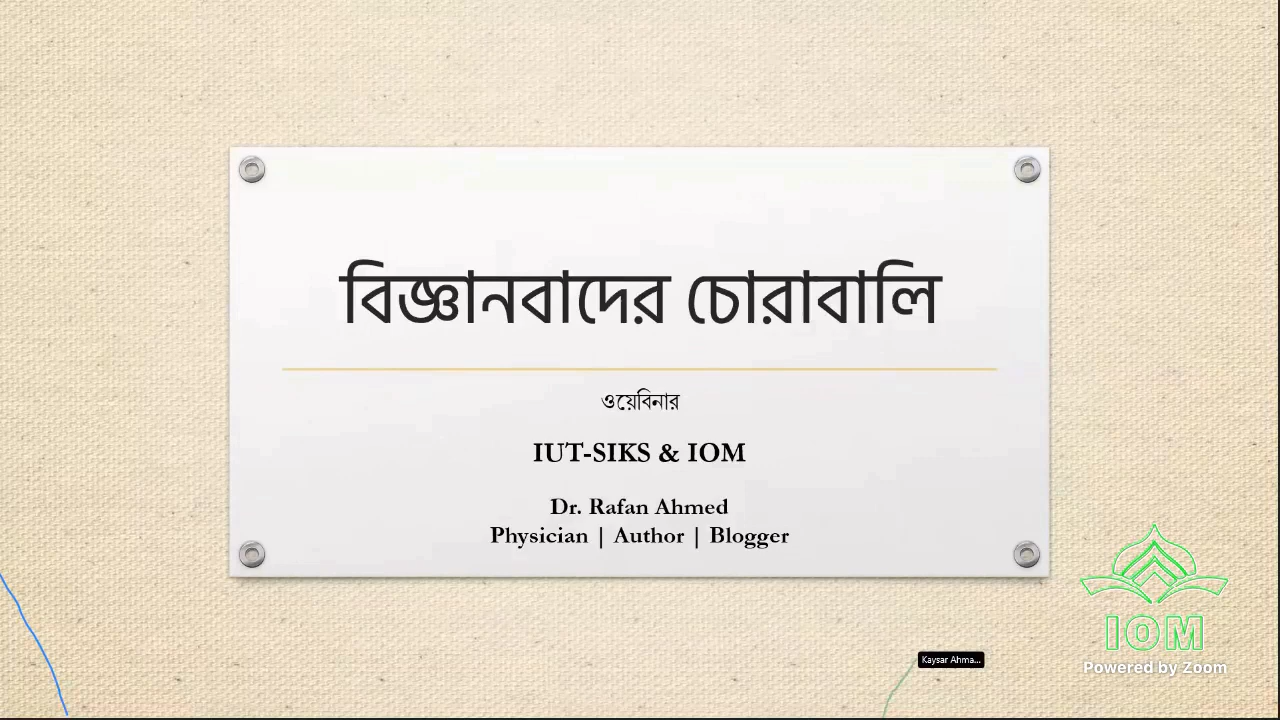 বিজ্ঞানবাদের চোরাবালি
ওয়েবিনার
IUT-SIKS & IOM
Dr. Rafan Ahmed
Physician | Author | Blogger
IOM
Kaysar Ahma...
Powered by Zoom